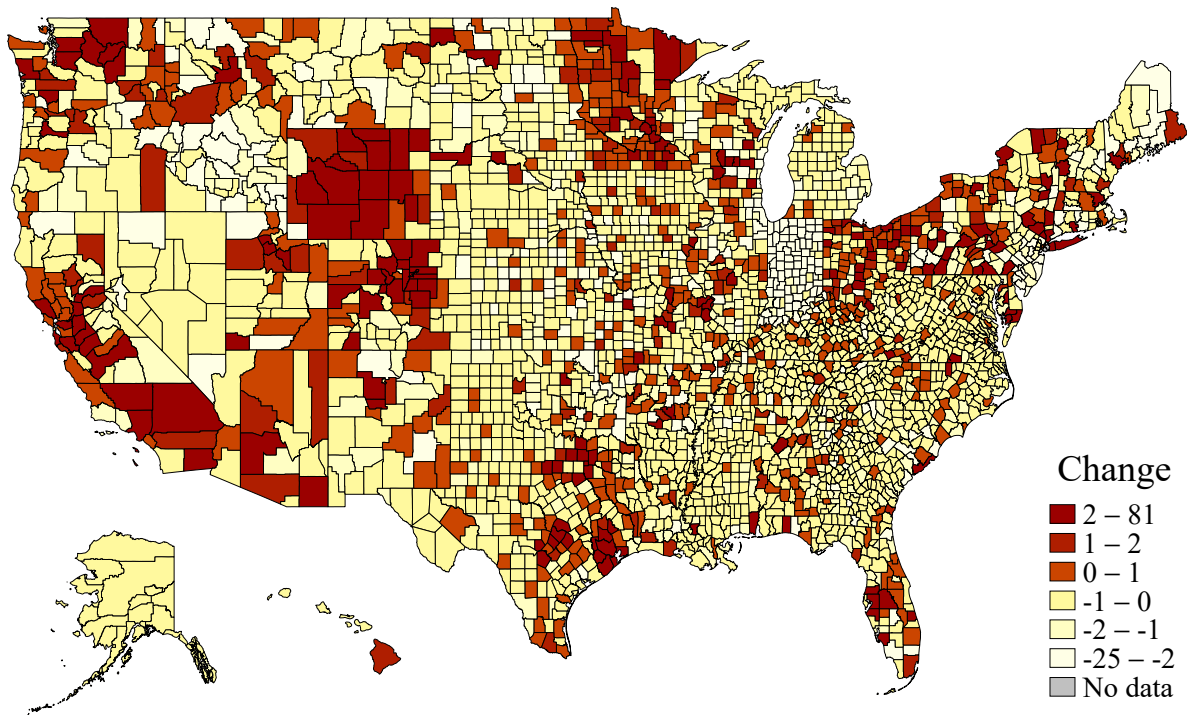 Change
2 – 81
1 – 2
0 – 1
-1 – 0
-2 – -1
-25 – -2
No data